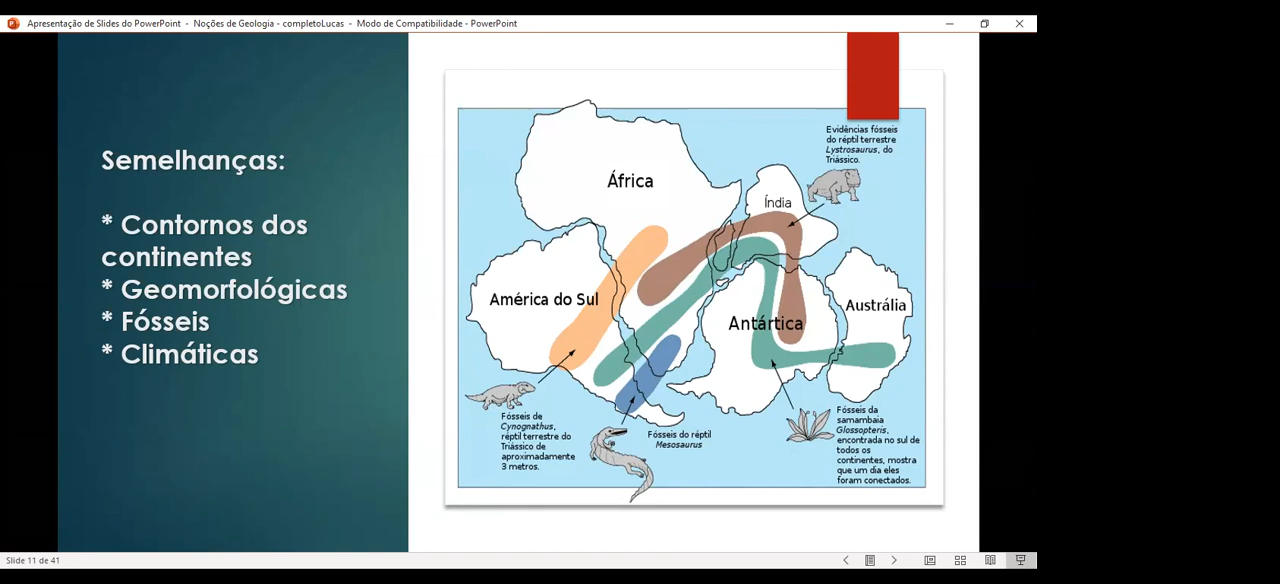 Apresentação de Slides do PowerPoint - Noções de Geologia - completoLucas - Modo de Compatibilidade - PowerPoint
Semelhanças:
* Contornos dos
continentes
* Geomorfológicas
* Fósseis
* Climáticas
Evidências fósseis
do réptil terrestre
Lystrosaurus, do
Triássico.
África
Índia
América do Sul
Antártica
Austrália
Fósseis de
Cynognathus,
réptil terrestre do
Triássico de
aproximadamente
3 metros.
Fósseis do réptil
Mesosaurus
Fósseis da
samambaia
Glossopteris,
encontrada no sul de
todos os
continentes, mostra
que um dia eles
foram conectados.
Slide 11 de 41